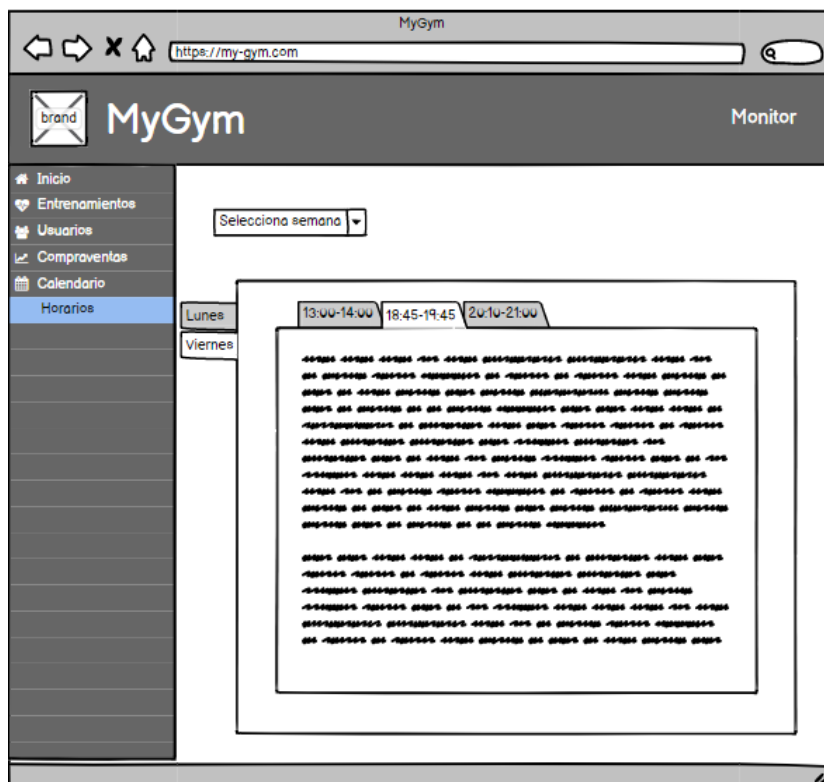 MyGym
https://my-gym.com
brand
MyGym
Monitor
Inicio
Entrenamientos
Usuarios
Compraventas
Calendario
Horarios
Selecciona semana
Lunes
Viernes
13:00-14:00
18:45-19:45
20:10-21:00